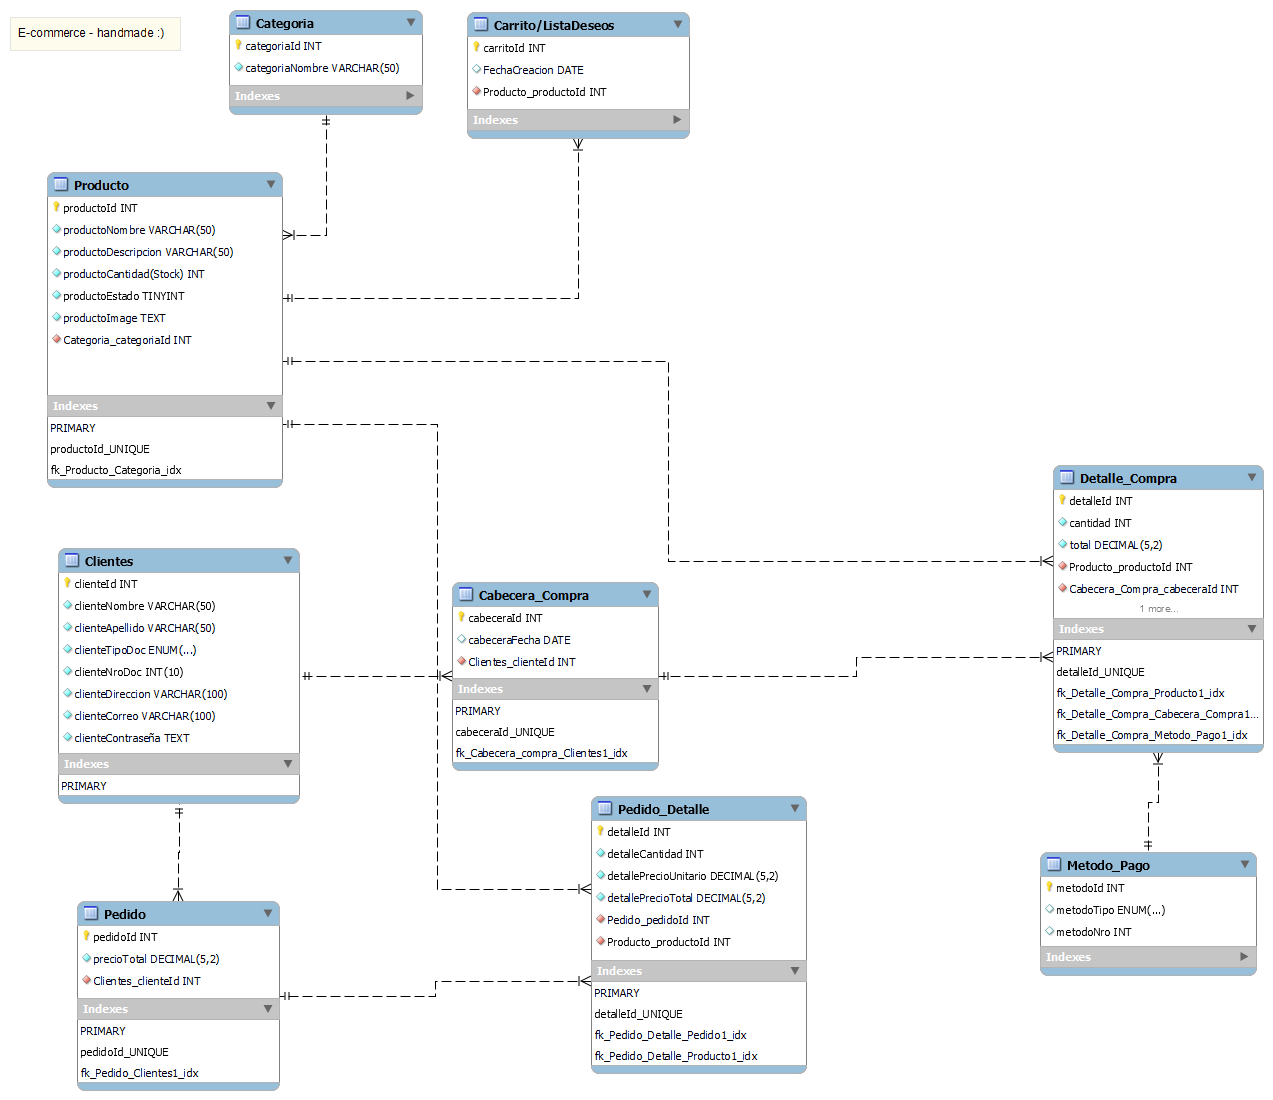 E-commerce - handmade :)
Categoria
categoriaId INT
categoriaNombre VARCHAR(50)
Indexes
Carrito/ListaDeseos
carritoId INT
FechaCreacion DATE
Producto_productoId INT
Indexes
Producto
productoId INT
productoNombre VARCHAR(50)
productoDescripcion VARCHAR(50)
productoCantidad(Stock) INT
productoEstado TINYINT
productoImage TEXT
Categoria_categoriaId INT
Indexes
PRIMARY
productoId_UNIQUE
fk_Producto_Categoria_idx
Detalle_Compra
detalleId INT
cantidad INT
total DECIMAL(5,2)
Producto_productoId INT
Cabecera_Compra_cabeceraId INT
1 more...
Indexes
PRIMARY
detalleId_UNIQUE
fk_Detalle_Compra_Producto1_idx
fk_Detalle_Compra_Cabecera_Compra1...
fk_Detalle_Compra_Metodo_Pago1_idx
Clientes
clienteId INT
clienteNombre VARCHAR(50)
clienteApellido VARCHAR(50)
clienteTipoDoc ENUM(...)
clienteNroDoc INT(10)
clienteDireccion VARCHAR(100)
clienteCorreo VARCHAR(100)
clienteContraseña TEXT
Indexes
PRIMARY
Cabecera_Compra
cabeceraId INT
cabeceraFecha DATE
Clientes_clienteId INT
Indexes
PRIMARY
cabeceraId_UNIQUE
fk_Cabecera_compra_Clientes1_idx
Pedido_Detalle
detalleId INT
detalleCantidad INT
detallePrecioUnitario DECIMAL(5,2)
detallePrecioTotal DECIMAL(5,2)
Pedido_pedidoId INT
Producto_productoId INT
Indexes
PRIMARY
detalleId_UNIQUE
fk_Pedido_Detalle_Pedido1_idx
fk_Pedido_Detalle_Producto1_idx
Metodo_Pago
metodoId INT
metodoTipo ENUM(...)
metodoNro INT
Indexes
Pedido
pedidoId INT
precioTotal DECIMAL(5,2)
Clientes_clienteId INT
Indexes
PRIMARY
pedidoId_UNIQUE
fk_Pedido_Clientes1_idx